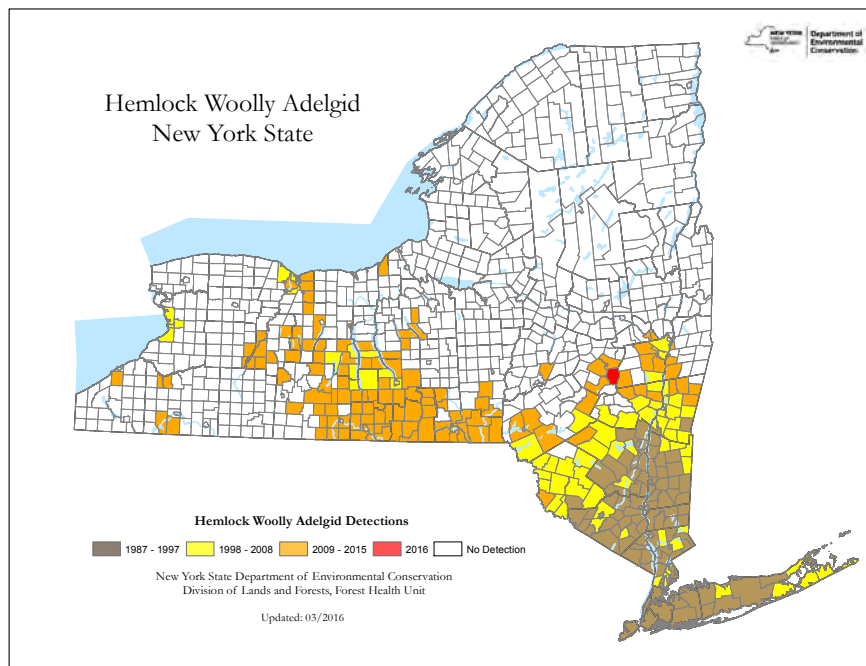 Department of
Environmental
Conservation
Hemlock Woolly Adelgid
New York State
Hemlock Woolly Adelgid Detections
1987 - 1997
1998 - 2008
2009 - 2015
2016
No Detection
New York State Department of Environmental Conservation
Division of Lands and Forests, Forest Health Unit
Updated: 03/2016